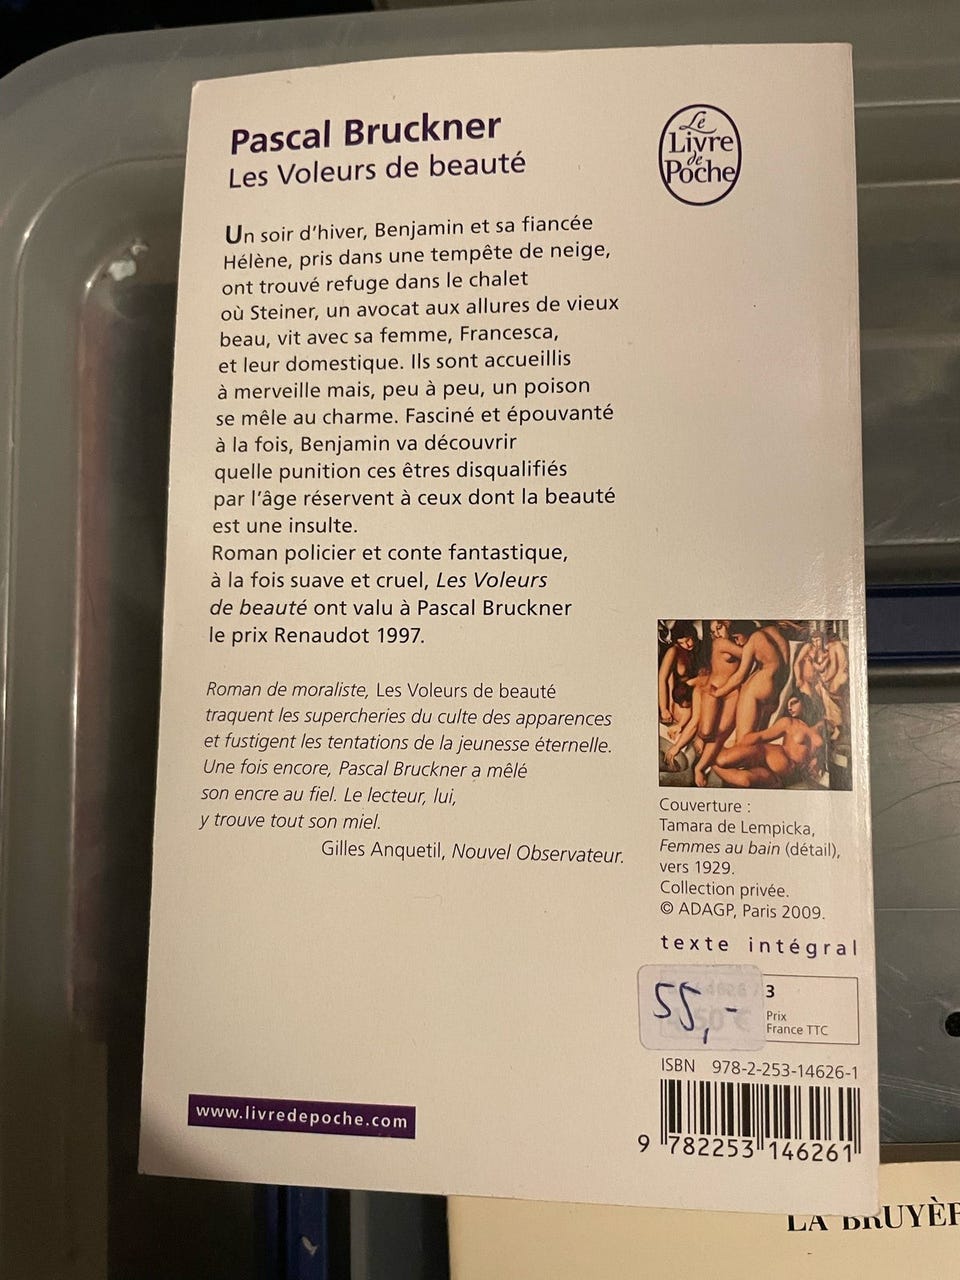 Pascal Bruckner
Les Voleurs de beauté
Le
Livre
de
Poche
Un soir d'hiver, Benjamin et sa fiancée
Hélène, pris dans une tempête de neige,
ont trouvé refuge dans le chalet
où Steiner, un avocat aux allures de vieux
beau, vit avec sa femme, Francesca,
et leur domestique. Ils sont accueillis
à merveille mais, peu à peu, un poison
se mêle au charme. Fasciné et épouvanté
à la fois, Benjamin va découvrir
quelle punition ces êtres disqualifiés
par l'âge réservent à ceux dont la beauté
est une insulte.
Roman policier et conte fantastique,
à la fois suave et cruel, Les Voleurs
de beauté ont valu à Pascal Bruckner
le prix Renaudot 1997.
Roman de moraliste, Les Voleurs de beauté
traquent les supercheries du culte des apparences
et fustigent les tentations de la jeunesse éternelle.
Une fois encore, Pascal Bruckner a mêlé
son encre au fiel. Le lecteur, lui,
y trouve tout son miel.
Gilles Anquetil, Nouvel Observateur.
Couverture :
Tamara de Lempicka,
Femmes au bain (détail),
vers 1929.
Collection privée.
© ADAGP, Paris 2009.
texte intégral
55,-
3
Prix
France TTC
ISBN 978-2-253-14626-1
9 782253 146261
www.livredepoche.com
LA BRUYÈR